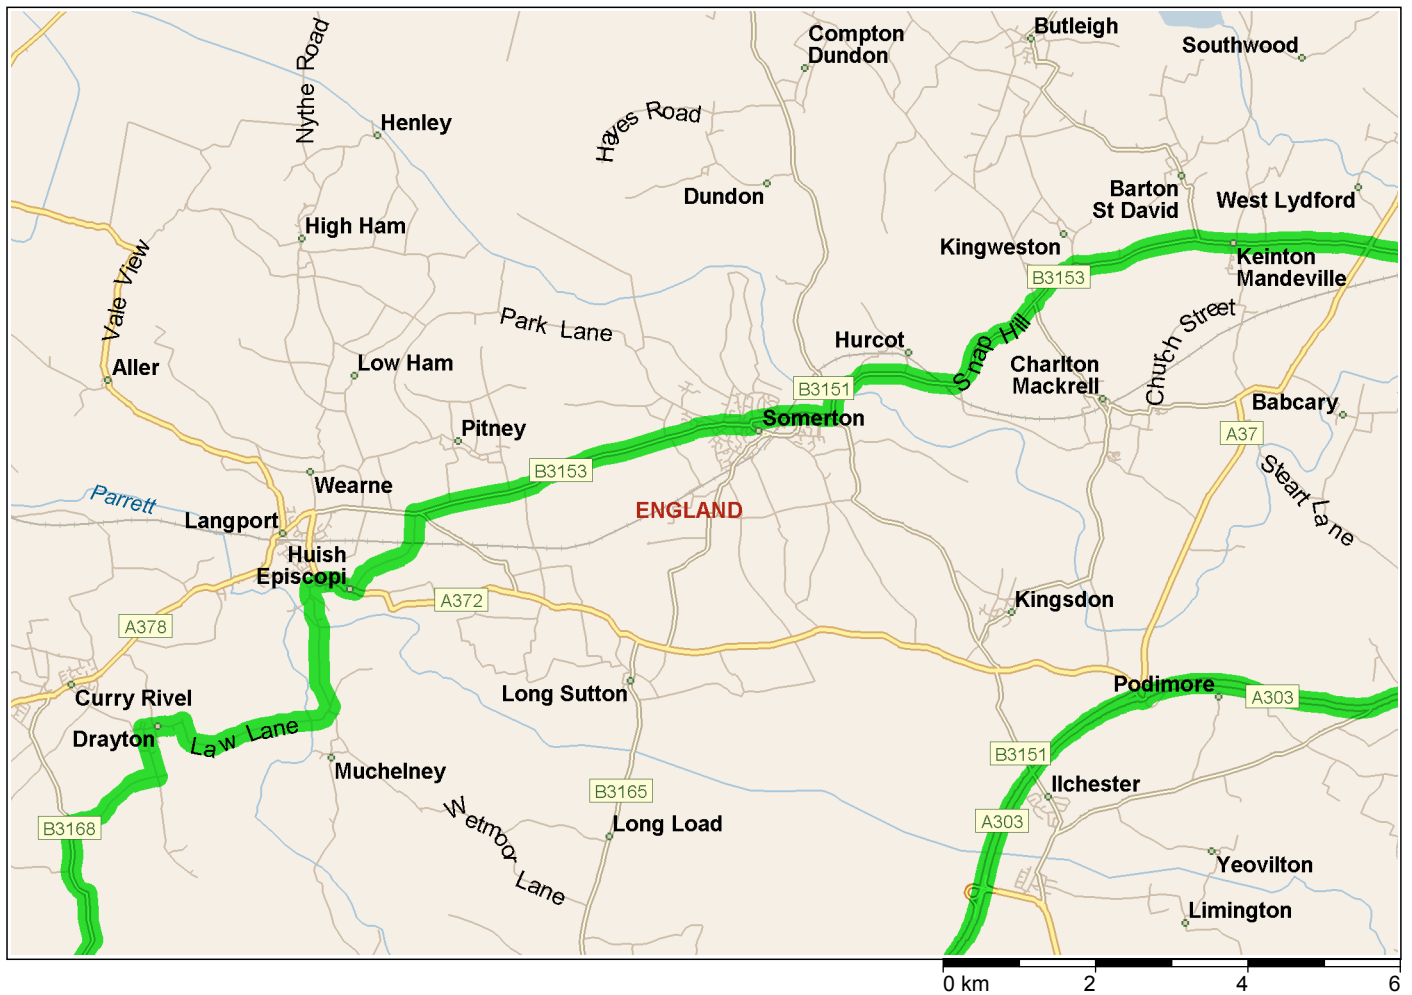 Nythe Road
Compton
Dundon
Butleigh
Southwood
Henley
Hayes Road
Dundon
Barton
St David
West Lydford
High Ham
Kingweston
Keinton
Mandeville
B3153
Vale View
Park Lane
Snap Hill
Church Street
Hurcot
Aller
Low Ham
Charlton
Mackrell
B3151
Babcary
Somerton
Pitney
A37
B3153
Steart Lane
Wearne
Parrett
ENGLAND
Langport
Huish
Episcopi
A372
Kingsdon
A378
Curry Rivel
Long Sutton
Podimore
A303
Drayton
Law Lane
B3151
Muchelney
Ilchester
B3165
Wetmoor Lane
B3168
Long Load
A303
Yeovilton
Limington
0 km 2 4 6